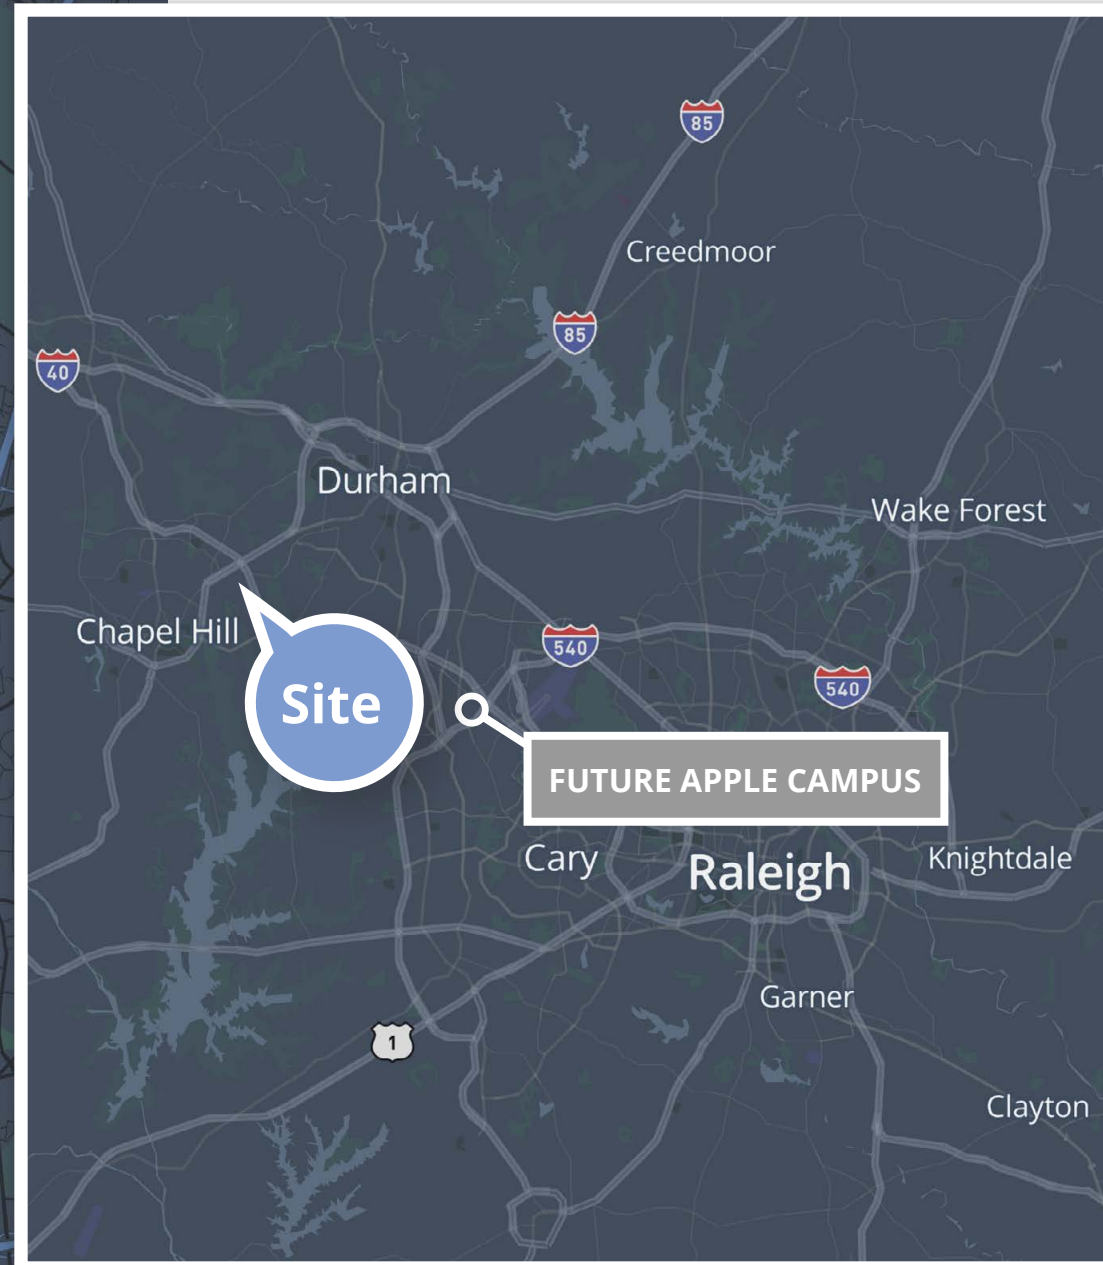 85
Creedmoor
85
40
Durham
Wake Forest
Chapel Hill
540
540
Site
FUTURE APPLE CAMPUS
Cary
Raleigh
Knightdale
Garner
1
Clayton